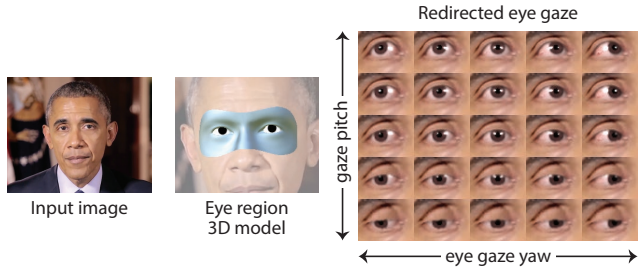 Redirected eye gaze
gaze pitch
Input image
Eye region
3D model
eye gaze yaw